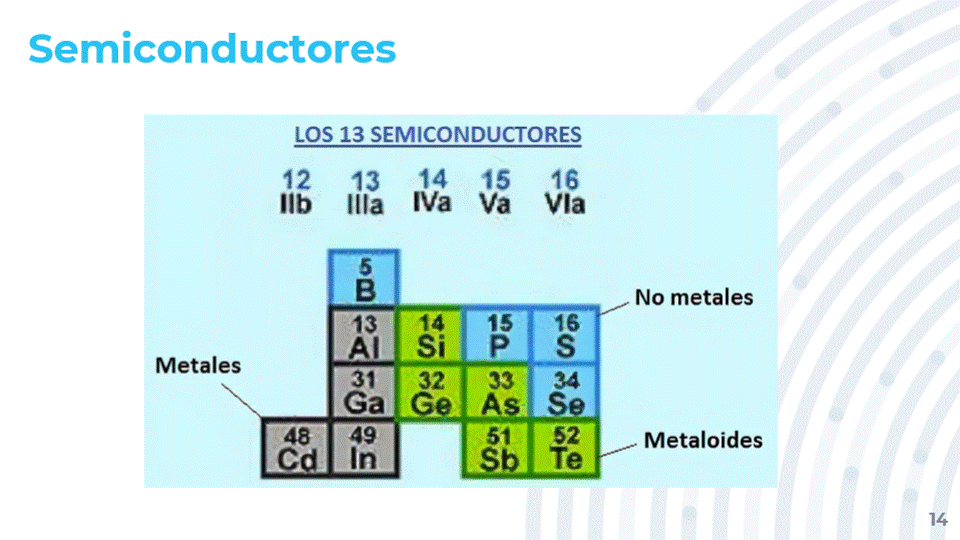 Semiconductores
LOS 13 SEMICONDUCTORES
12 13 14 15 16
IIb IIIa IVa Va VIa
5
B
No metales
13 14 15 16
Al Si P S
Metales
31 32 33 34
Ga Ge As Se
48 49 51 52
Cd In Sb Te
Metaloides
14